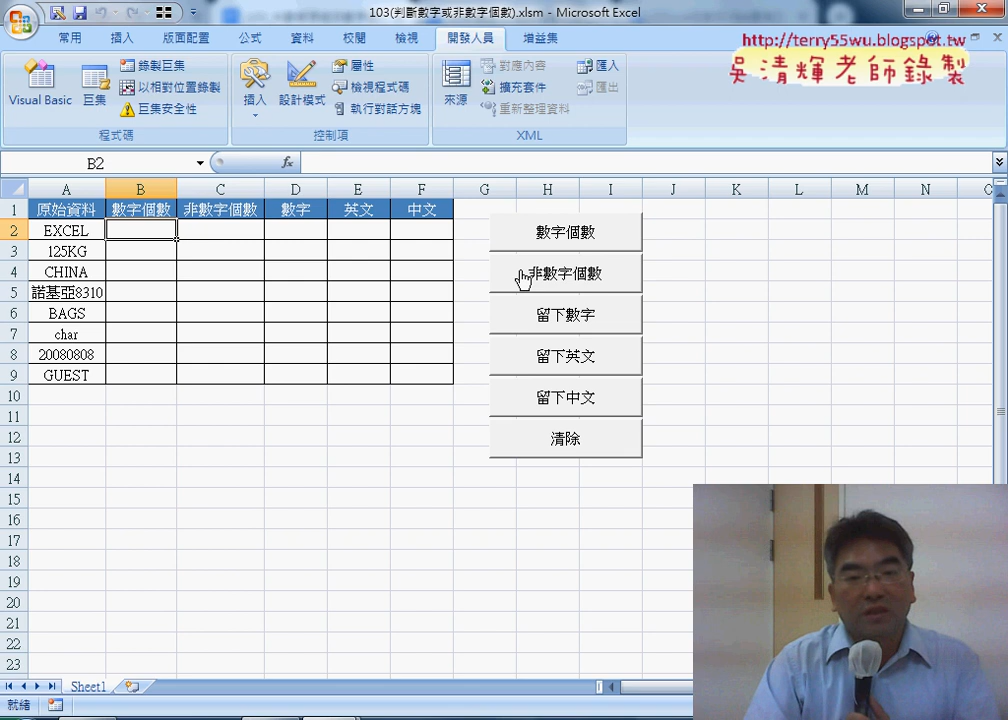 103(判斷數字或非數字個數).xlsm - Microsoft Excel
常用 插入 版面配置 公式 資料 校閱 檢視 開發人員 增益集
http://terry55wu.blogspot.tw
吳清輝老師錄製
Visual Basic 巨集 錄製巨集 以相對位置錄製 巨集安全性
程式碼
插入 設計模式 屬性 檢視程式碼 執行對話方塊
控制項
來源 對應內容 擴充套件 重新整理資料 匯入 匯出
XML
B2 fx
A B C D E F G H I J K L M N
1 原始資料 數字個數 非數字個數 數字 英文 中文
2 EXCEL
3 125KG
4 CHINA
5 諾基亞8310
6 BAGS
7 char
8 20080808
9 GUEST
10
11
12
13
14
15
16
17
18
19
20
21
22
23
數字個數
非數字個數
留下數字
留下英文
留下中文
清除
Sheet1
就緒